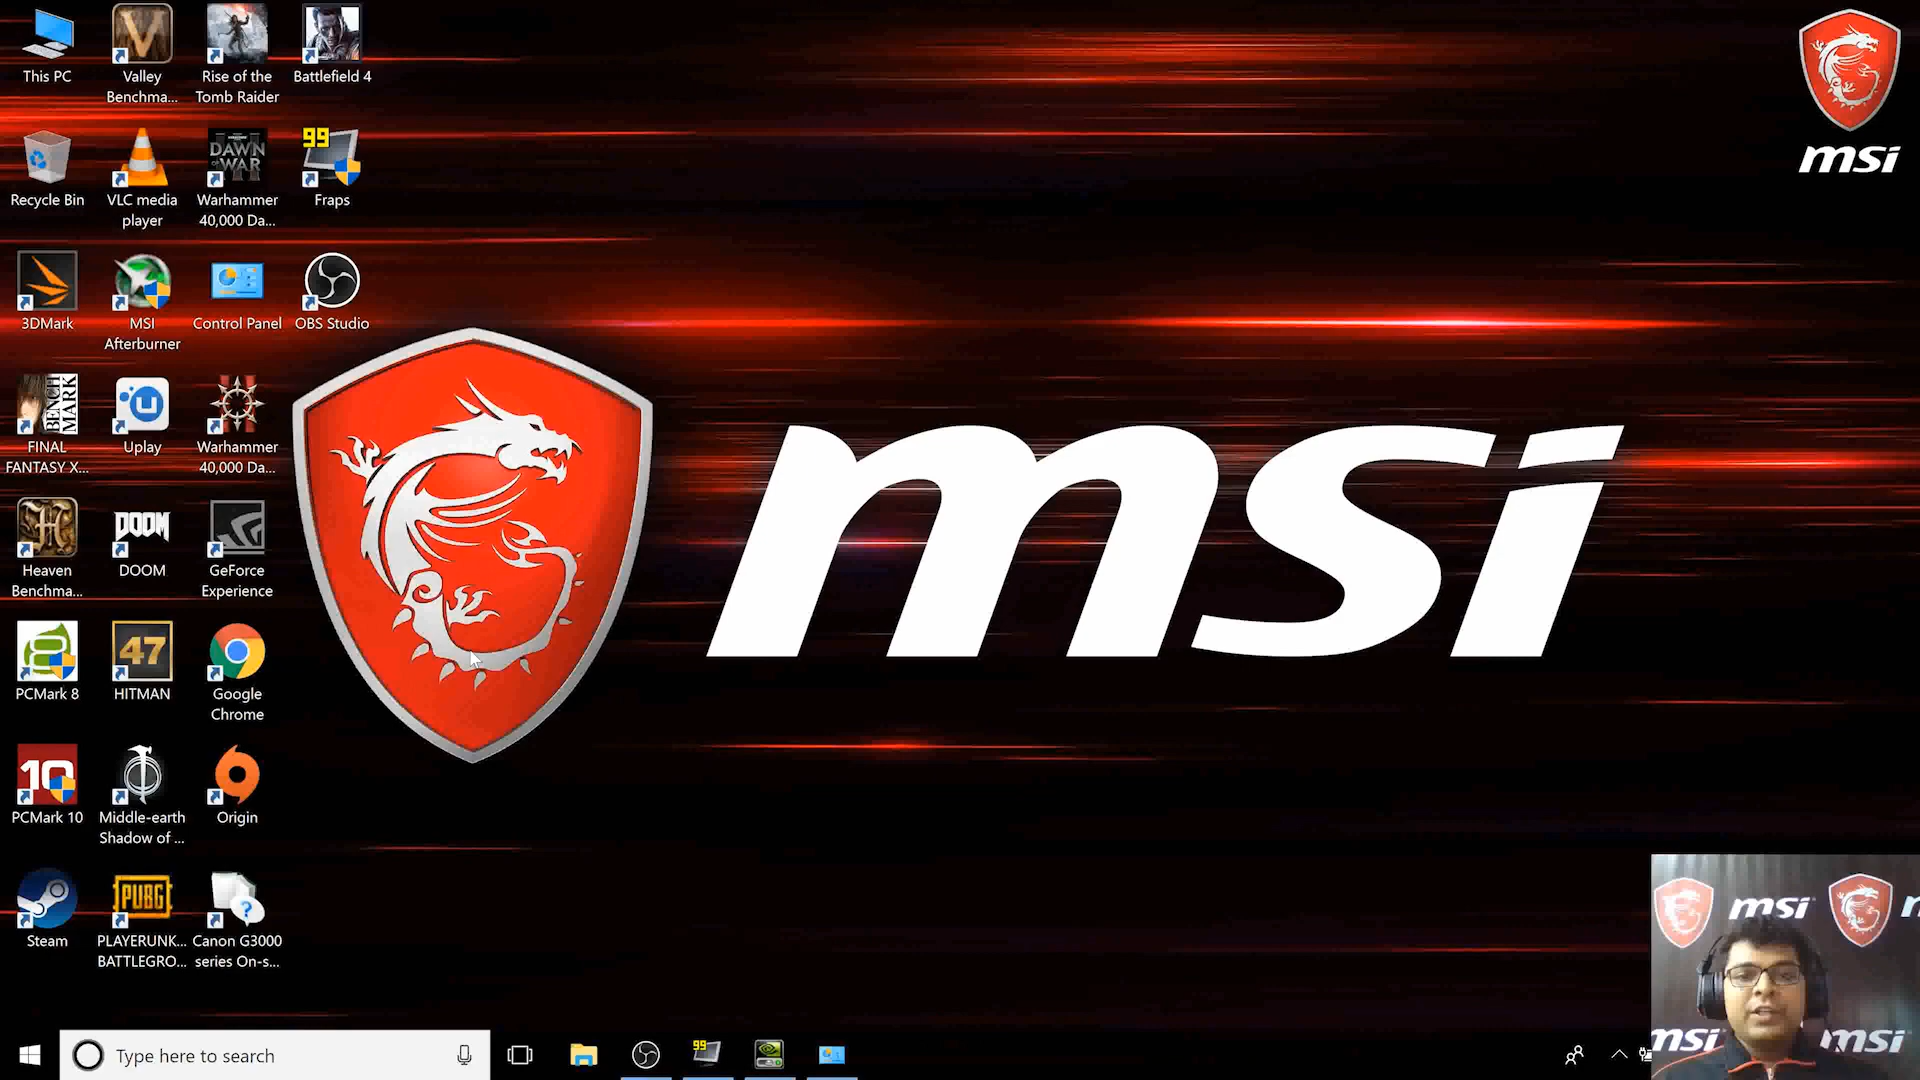 This PC
Valley
Benchma...
Rise of the
Tomb Raider
Battlefield 4
msi
Recycle Bin
VLC media
player
DAWN
OF
WAR
Warhammer
40,000 Da...
99
Fraps
3DMark
MSI
Afterburner
Control Panel
OBS Studio
msi
BENCH
MARK
FINAL
FANTASY X...
Uplay
Warhammer
40,000 Da...
Heaven
Benchma...
DOOM
DOOM
GeForce
Experience
PCMark 8
47
HITMAN
Google
Chrome
10
PCMark 10
Middle-earth
Shadow of ...
Origin
Steam
PUBG
PLAYERUNK...
BATTLEGRO...
Canon G3000
series On-s...
msi
msi
msi
Type here to search
99